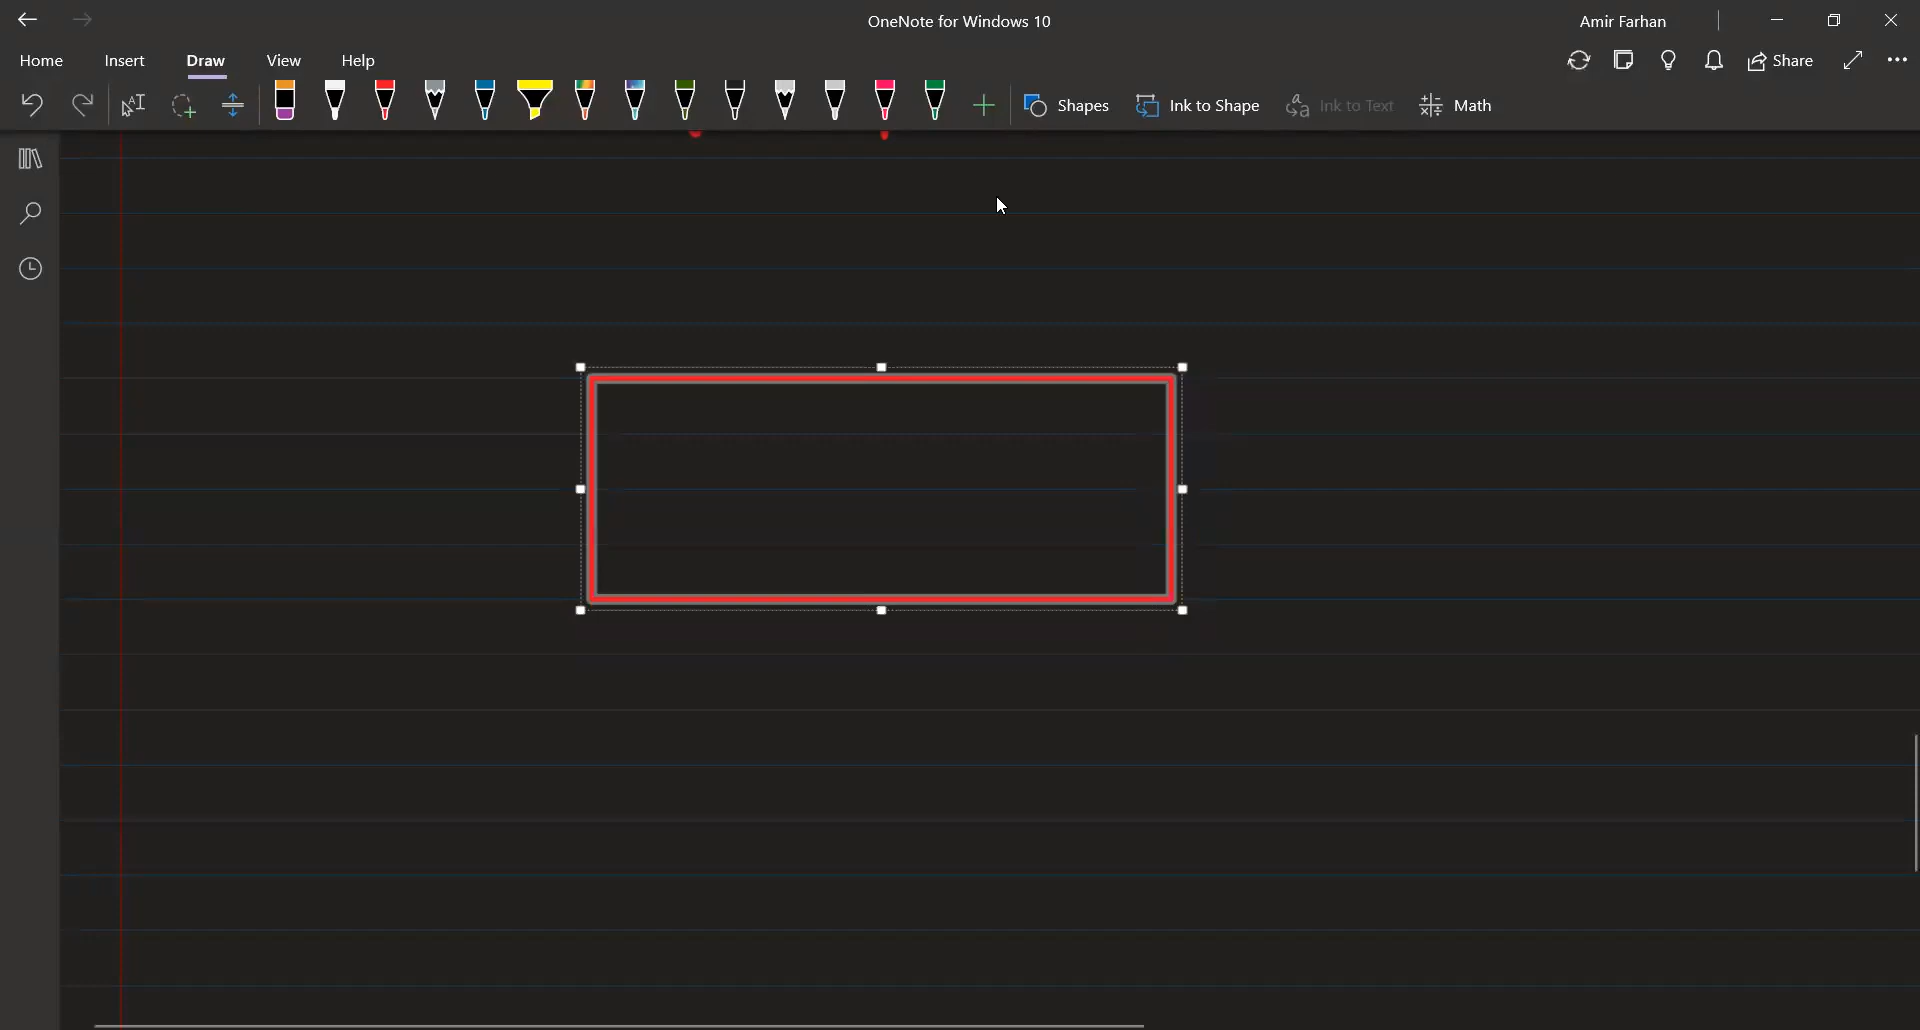 OneNote for Windows 10
Amir Farhan
Home Insert Draw View Help
Share
Shapes Ink to Shape Ink to Text Math